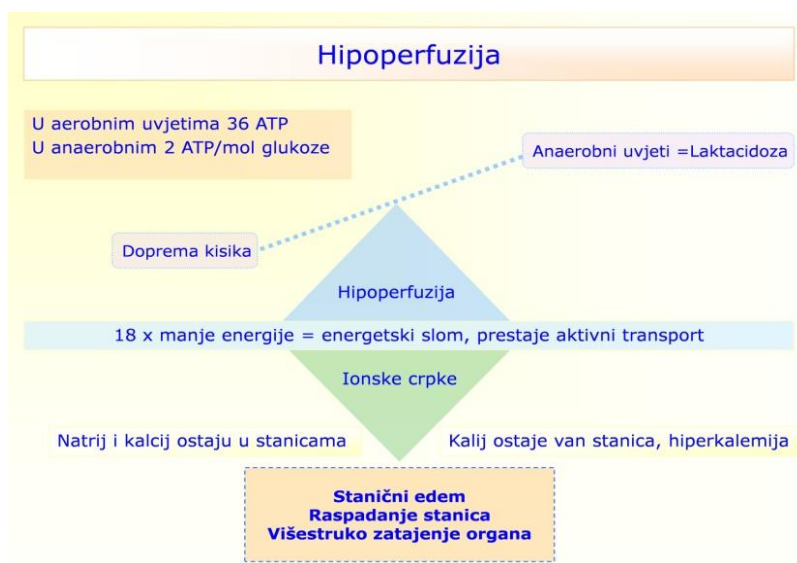 Hipoperfuzija
U aerobnim uvjetima 36 ATP
U anaerobnim 2 ATP/mol glukoze
Anaerobni uvjeti =Laktacidoza
Doprema kisika
Hipoperfuzija
18 x manje energije = energetski slom, prestaje aktivni transport
Ionske crpke
Natrij i kalcij ostaju u stanicama
Kalij ostaje van stanica, hiperkalemija
Stanični edem
Raspadanje stanica
Višestruko zatajenje organa